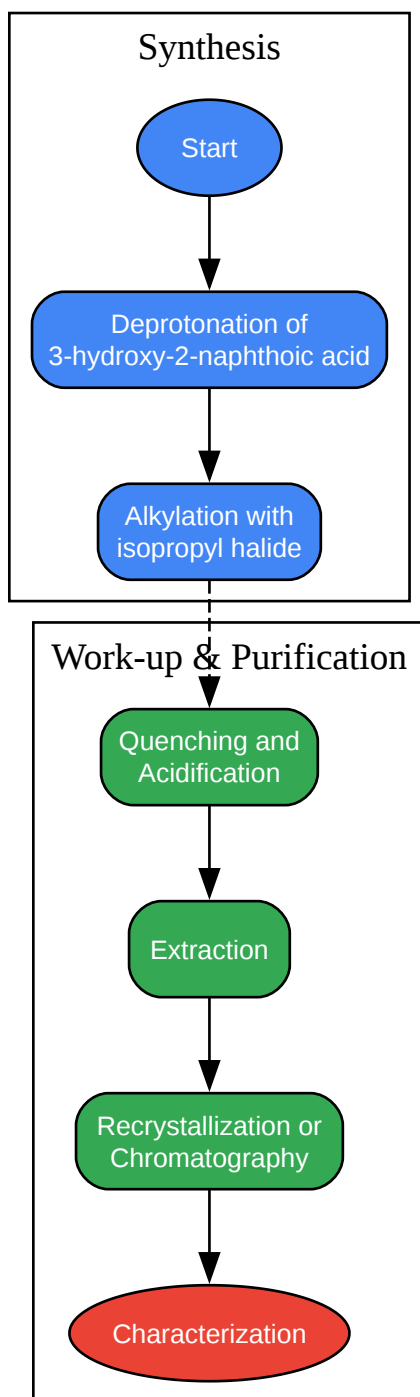 Synthesis
Start
Deprotonation of
3-hydroxy-2-naphthoic acid
Alkylation with
isopropyl halide
Work-up & Purification
Quenching and
Acidification
Extraction
Recrystallization or
Chromatography
Characterization